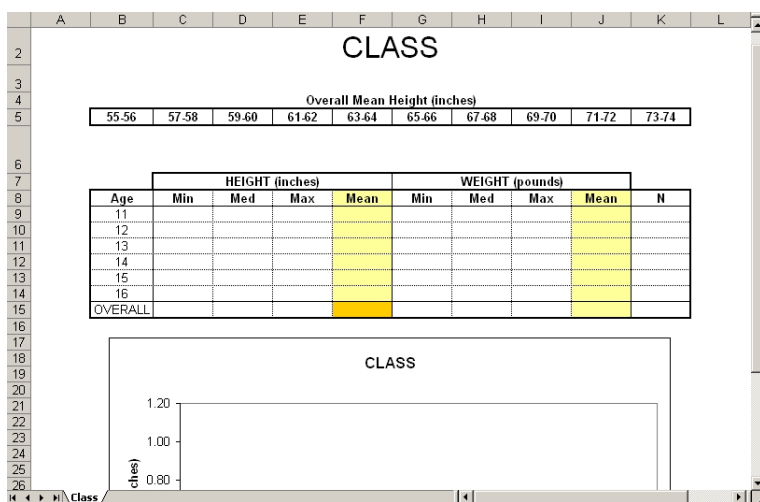 A B C D E F G H I J K L
2 CLASS
3
4 Overall Mean Height (inches)
5 55-56 57-58 59-60 61-62 63-64 65-66 67-68 69-70 71-72 73-74
6
7 HEIGHT (inches) WEIGHT (pounds)
8 Age Min Med Max Mean Min Med Max Mean N
9 11
10 12
11 13
12 14
13 15
14 16
15 OVERALL
16
17
18 CLASS
19
20
21 1.20
22
23 1.00
24
25 ches)
26 0.80
Class